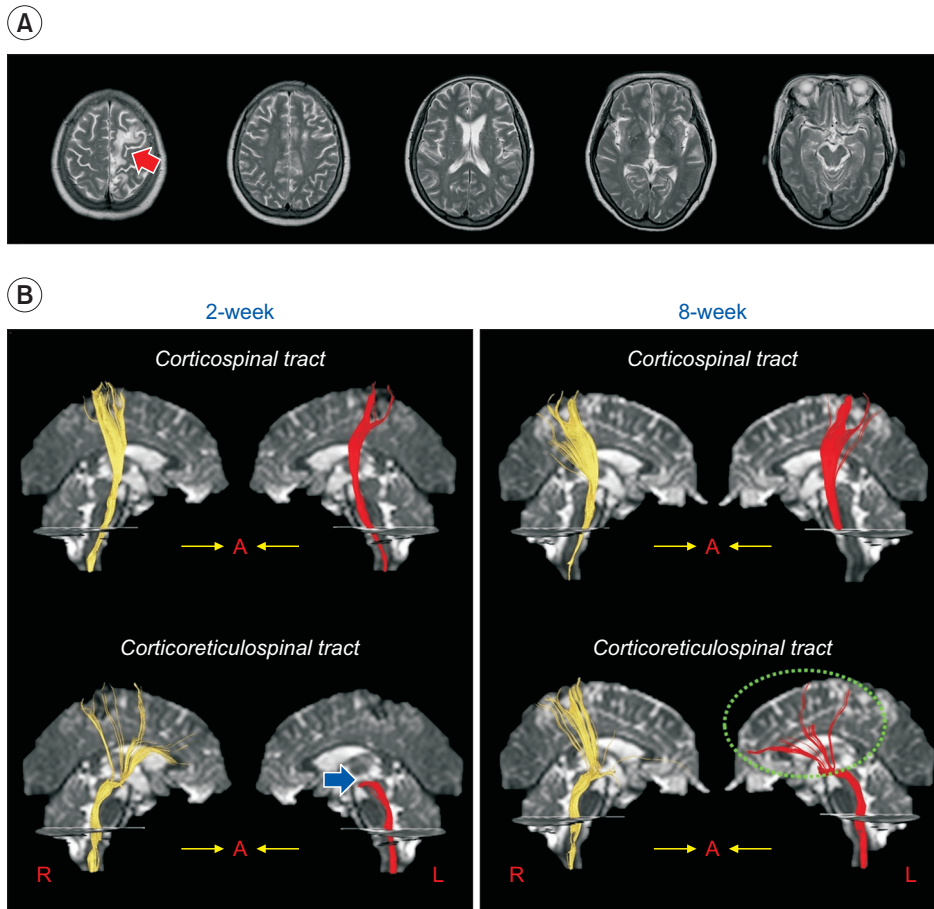 A
B
2-week
8-week
Corticospinal tract
Corticospinal tract
A
A
Corticoreticulospinal tract
Corticoreticulospinal tract
R
A
L
R
A
L